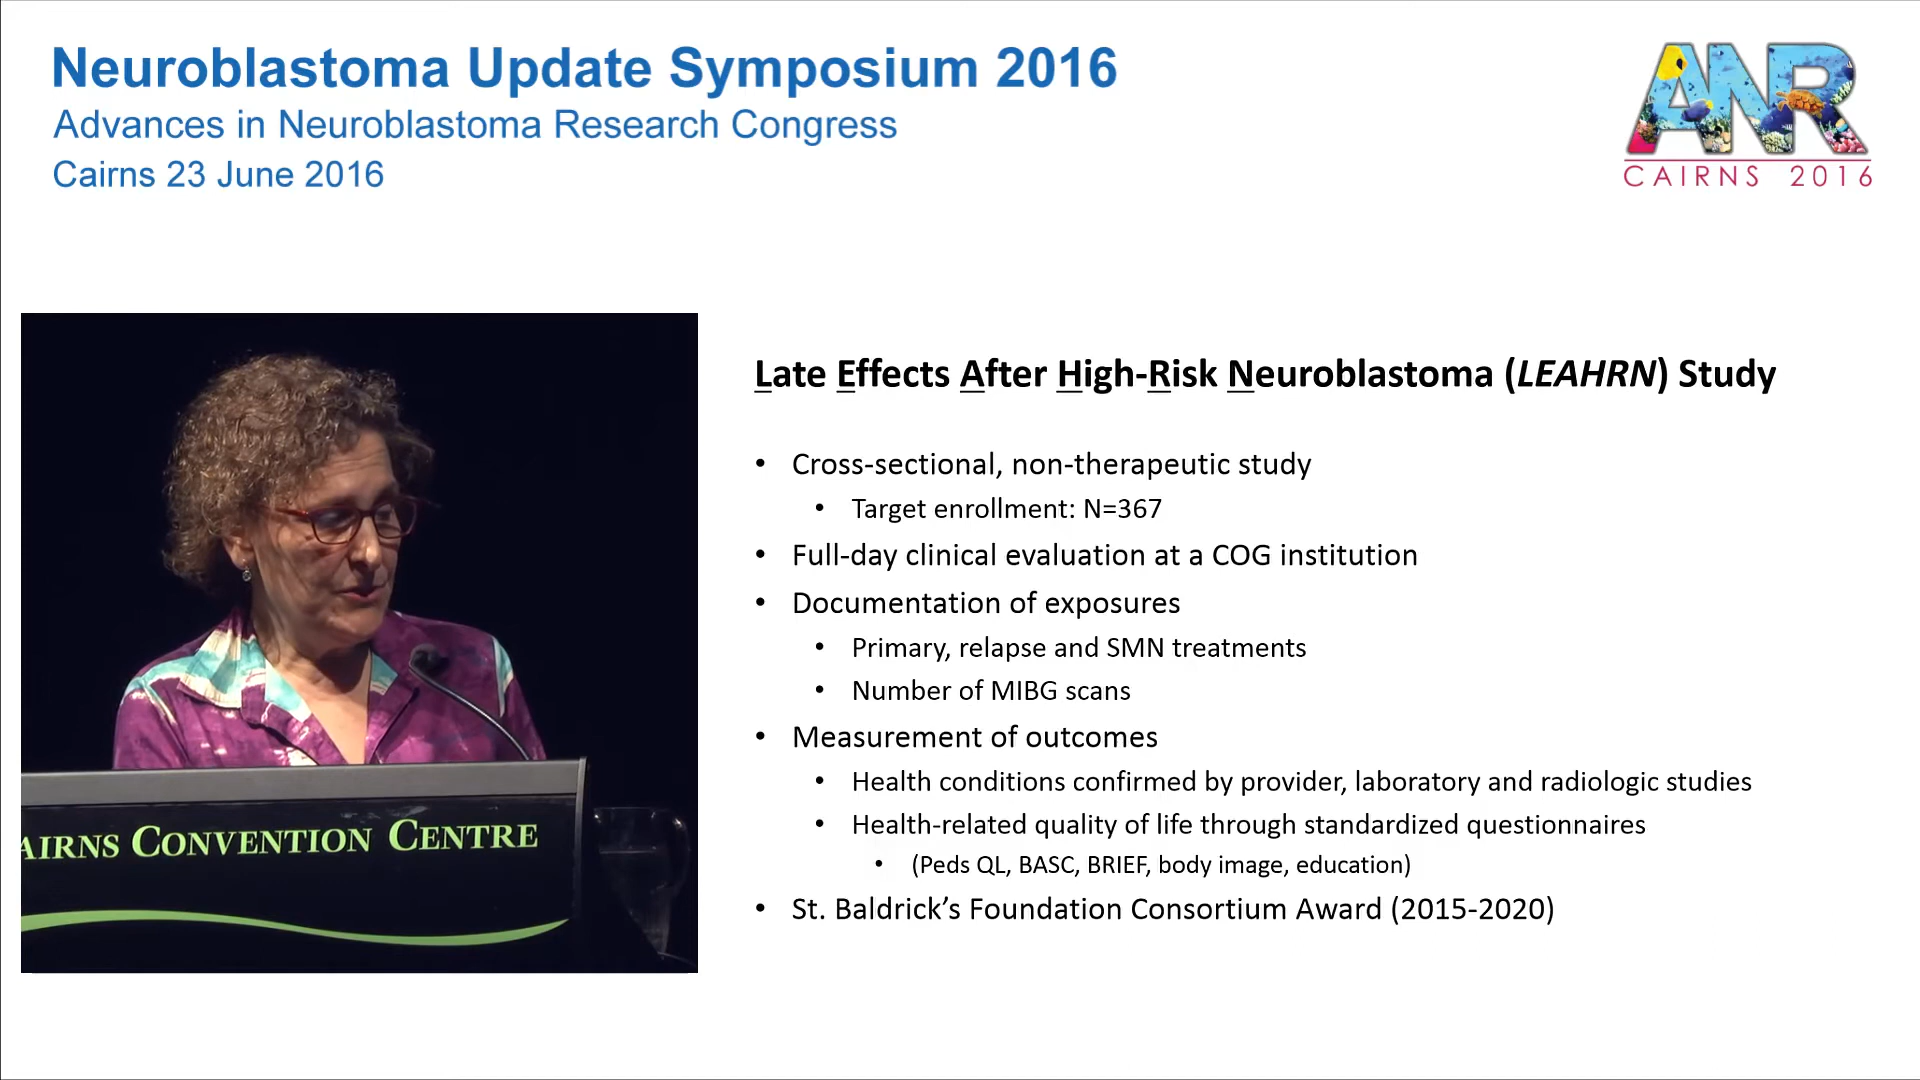 Neuroblastoma Update Symposium 2016
Advances in Neuroblastoma Research Congress
Cairns 23 June 2016
ANR
CAIRNS 2016
Late Effects After High-Risk Neuroblastoma (LEAHRN) Study
• Cross-sectional, non-therapeutic study
• Target enrollment: N=367
• Full-day clinical evaluation at a COG institution
• Documentation of exposures
• Primary, relapse and SMN treatments
• Number of MIBG scans
• Measurement of outcomes
• Health conditions confirmed by provider, laboratory and radiologic studies
• Health-related quality of life through standardized questionnaires
• (Peds QL, BASC, BRIEF, body image, education)
• St. Baldrick’s Foundation Consortium Award (2015-2020)
AIRNS CONVENTION CENTRE